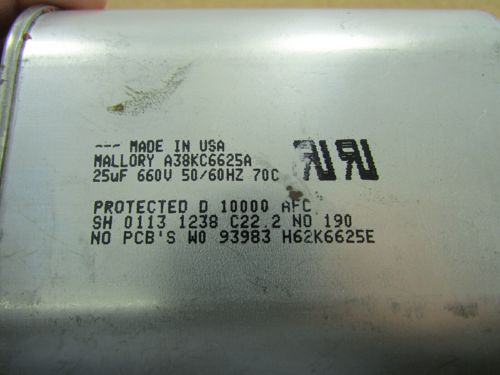 --- MADE IN USA
MALLORY A38KC6625A
25uF 660V 50/60HZ 70C
PROTECTED D 10000 AFC
SH 0113 1238 C22.2 NO 190
NO PCB'S WO 93983 H62K6625E